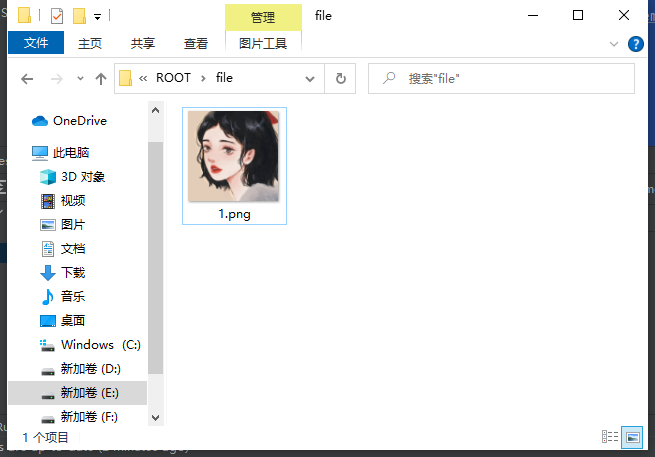 管理
file
文件
主页
共享
查看
图片工具
ROOT
file
搜索"file"
OneDrive
此电脑
3D 对象
视频
图片
文档
下载
音乐
桌面
Windows (C:)
新加卷 (D:)
新加卷 (E:)
新加卷 (F:)
1.png
1 个项目